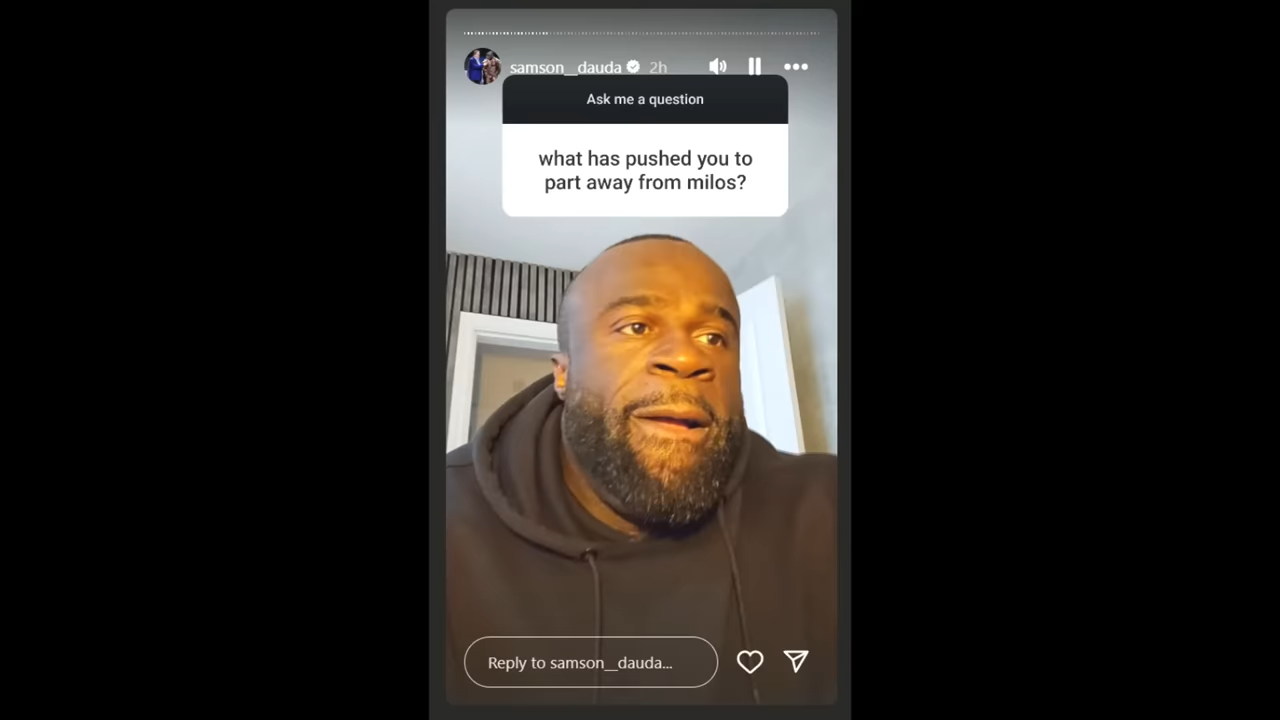 samson__dauda 2h
Ask me a question
what has pushed you to
part away from milos?
Reply to samson__dauda...